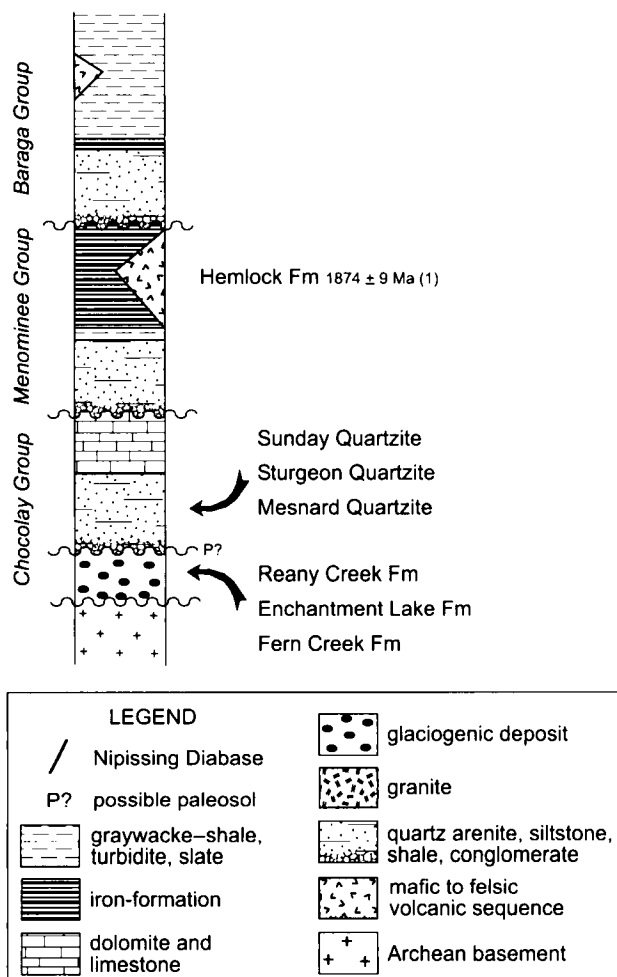 Baraga Group
Menominee Group
Chocolay Group
Hemlock Fm 1874 ± 9 Ma (1)
Sunday Quartzite
Sturgeon Quartzite
Mesnard Quartzite
P?
Reany Creek Fm
Enchantment Lake Fm
Fern Creek Fm
LEGEND
Nipissing Diabase
P? possible paleosol
graywacke–shale,
turbidite, slate
iron-formation
dolomite and
limestone
glaciogenic deposit
granite
quartz arenite, siltstone,
shale, conglomerate
mafic to felsic
volcanic sequence
Archean basement